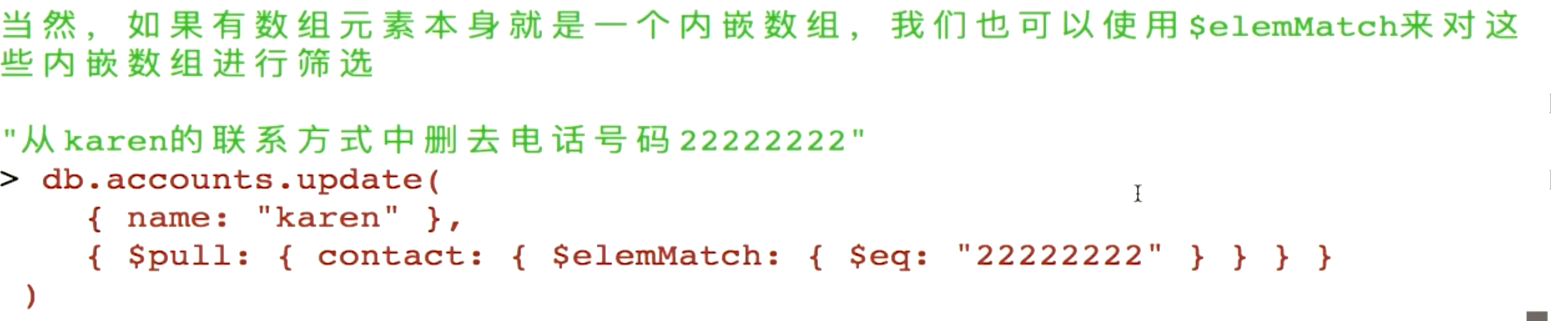 当然，如果有数组元素本身就是一个内嵌数组，我们也可以使用$elemMatch来对这
些内嵌数组进行筛选
"从karen的联系方式中删去电话号码22222222"
> db.accounts.update(
{ name: "karen" },
{ $pull: { contact: { $elemMatch: { $eq: "22222222" } } } }
)